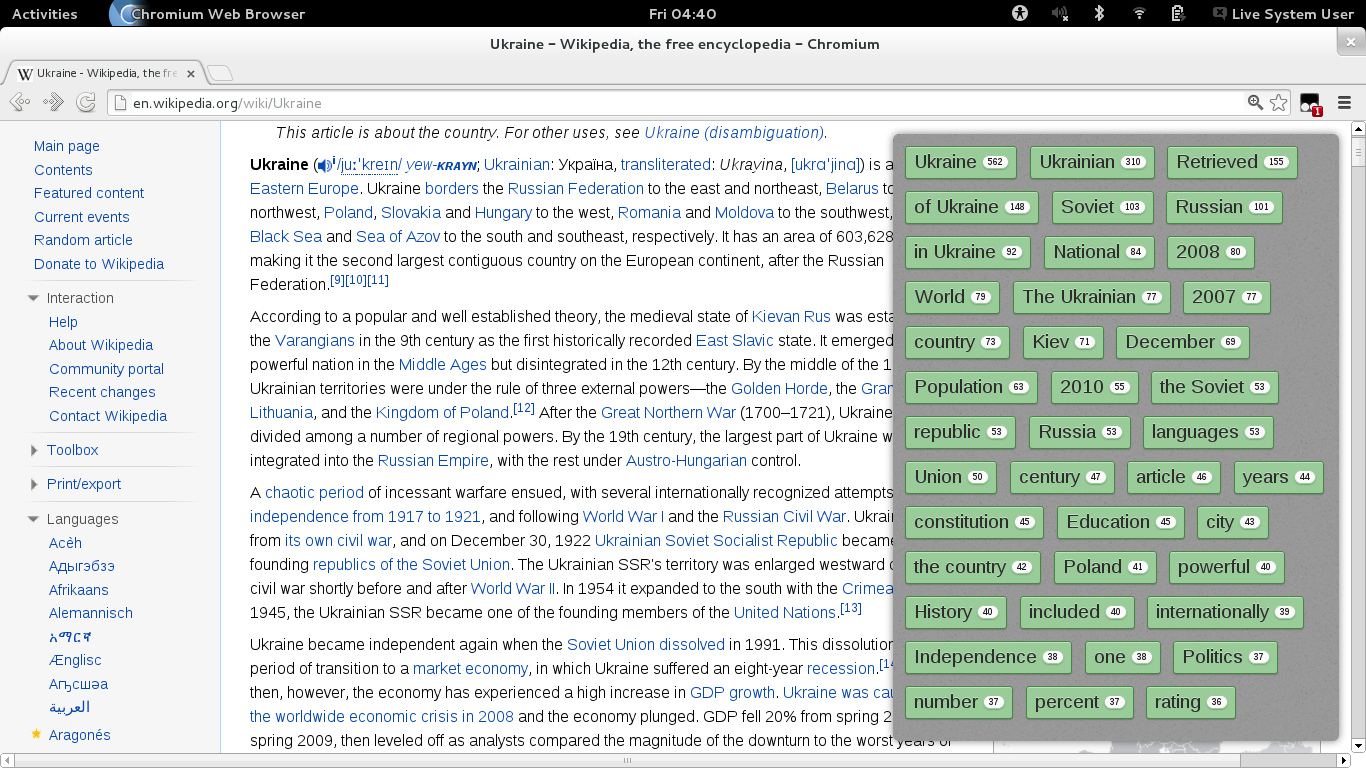 Activities Chromium Web Browser Fri 04:40 Live System User
Ukraine – Wikipedia, the free encyclopedia – Chromium
W Ukraine - Wikipedia, the fre
en.wikipedia.org/wiki/Ukraine 1
Main page
Contents
Featured content
Current events
Random article
Donate to Wikipedia
Interaction
Help
About Wikipedia
Community portal
Recent changes
Contact Wikipedia
Toolbox
Print/export
Languages
Acèh
Адыгэбзэ
Afrikaans
Alemannisch
አማርኛ
Ænglisc
Аҧсшәа
العربية
Aragonés
This article is about the country. For other uses, see Ukraine (disambiguation).
Ukraine (i/juːˈkreɪn/ yew-KRAYN; Ukrainian: Україна, transliterated: Ukrayina, [ukrɑˈjinɑ]) is a
Eastern Europe. Ukraine borders the Russian Federation to the east and northeast, Belarus to
northwest, Poland, Slovakia and Hungary to the west, Romania and Moldova to the southwest,
Black Sea and Sea of Azov to the south and southeast, respectively. It has an area of 603,628
making it the second largest contiguous country on the European continent, after the Russian
Federation.[9][10][11]
According to a popular and well established theory, the medieval state of Kievan Rus was esta
the Varangians in the 9th century as the first historically recorded East Slavic state. It emerged
powerful nation in the Middle Ages but disintegrated in the 12th century. By the middle of the 1
Ukrainian territories were under the rule of three external powers—the Golden Horde, the Gran
Lithuania, and the Kingdom of Poland.[12] After the Great Northern War (1700–1721), Ukraine
divided among a number of regional powers. By the 19th century, the largest part of Ukraine w
integrated into the Russian Empire, with the rest under Austro-Hungarian control.
A chaotic period of incessant warfare ensued, with several internationally recognized attempts
independence from 1917 to 1921, and following World War I and the Russian Civil War. Ukrai
from its own civil war, and on December 30, 1922 Ukrainian Soviet Socialist Republic became
founding republics of the Soviet Union. The Ukrainian SSR's territory was enlarged westward
civil war shortly before and after World War II. In 1954 it expanded to the south with the Crimea
1945, the Ukrainian SSR became one of the founding members of the United Nations.[13]
Ukraine became independent again when the Soviet Union dissolved in 1991. This dissolution
period of transition to a market economy, in which Ukraine suffered an eight-year recession.[14
then, however, the economy has experienced a high increase in GDP growth. Ukraine was cau
the worldwide economic crisis in 2008 and the economy plunged. GDP fell 20% from spring 2
spring 2009, then leveled off as analysts compared the magnitude of the downturn to the worst years of
Ukraine 562 Ukrainian 310 Retrieved 155
of Ukraine 148 Soviet 103 Russian 101
in Ukraine 92 National 84 2008 80
World 79 The Ukrainian 77 2007 77
country 73 Kiev 71 December 69
Population 63 2010 55 the Soviet 53
republic 53 Russia 53 languages 53
Union 50 century 47 article 46 years 44
constitution 45 Education 45 city 43
the country 42 Poland 41 powerful 40
History 40 included 40 internationally 39
Independence 38 one 38 Politics 37
number 37 percent 37 rating 36